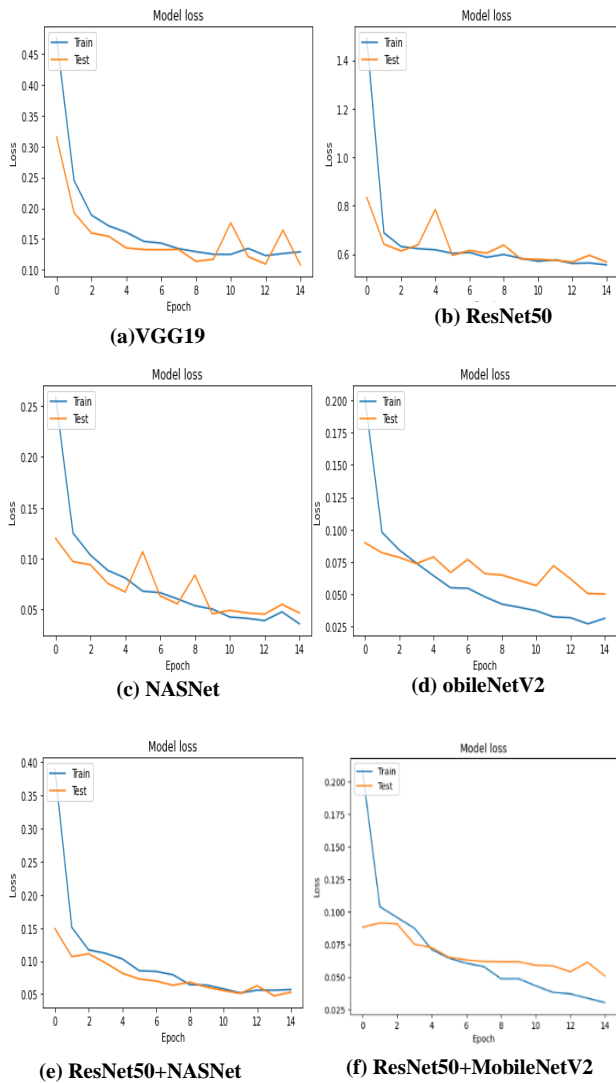 Model loss
Train
Test
0.45
0.40
0.35
0.30
0.25
0.20
0.15
0.10
Loss
0 2 4 6 8 10 12 14
Epoch
(a)VGG19
Model loss
Train
Test
1.4
1.2
1.0
0.8
0.6
Loss
0 2 4 6 8 10 12 14
(b) ResNet50
Model loss
Train
Test
0.25
0.20
0.15
0.10
0.05
Loss
0 2 4 6 8 10 12 14
Epoch
(c) NASNet
Model loss
Train
Test
0.200
0.175
0.150
0.125
0.100
0.075
0.050
0.025
Loss
0 2 4 6 8 10 12 14
Epoch
(d) obileNetV2
Model loss
Train
Test
0.40
0.35
0.30
0.25
0.20
0.15
0.10
0.05
Loss
0 2 4 6 8 10 12 14
Epoch
(e) ResNet50+NASNet
Model loss
Train
Test
0.200
0.175
0.150
0.125
0.100
0.075
0.050
0.025
Loss
0 2 4 6 8 10 12 14
Epoch
(f) ResNet50+MobileNetV2